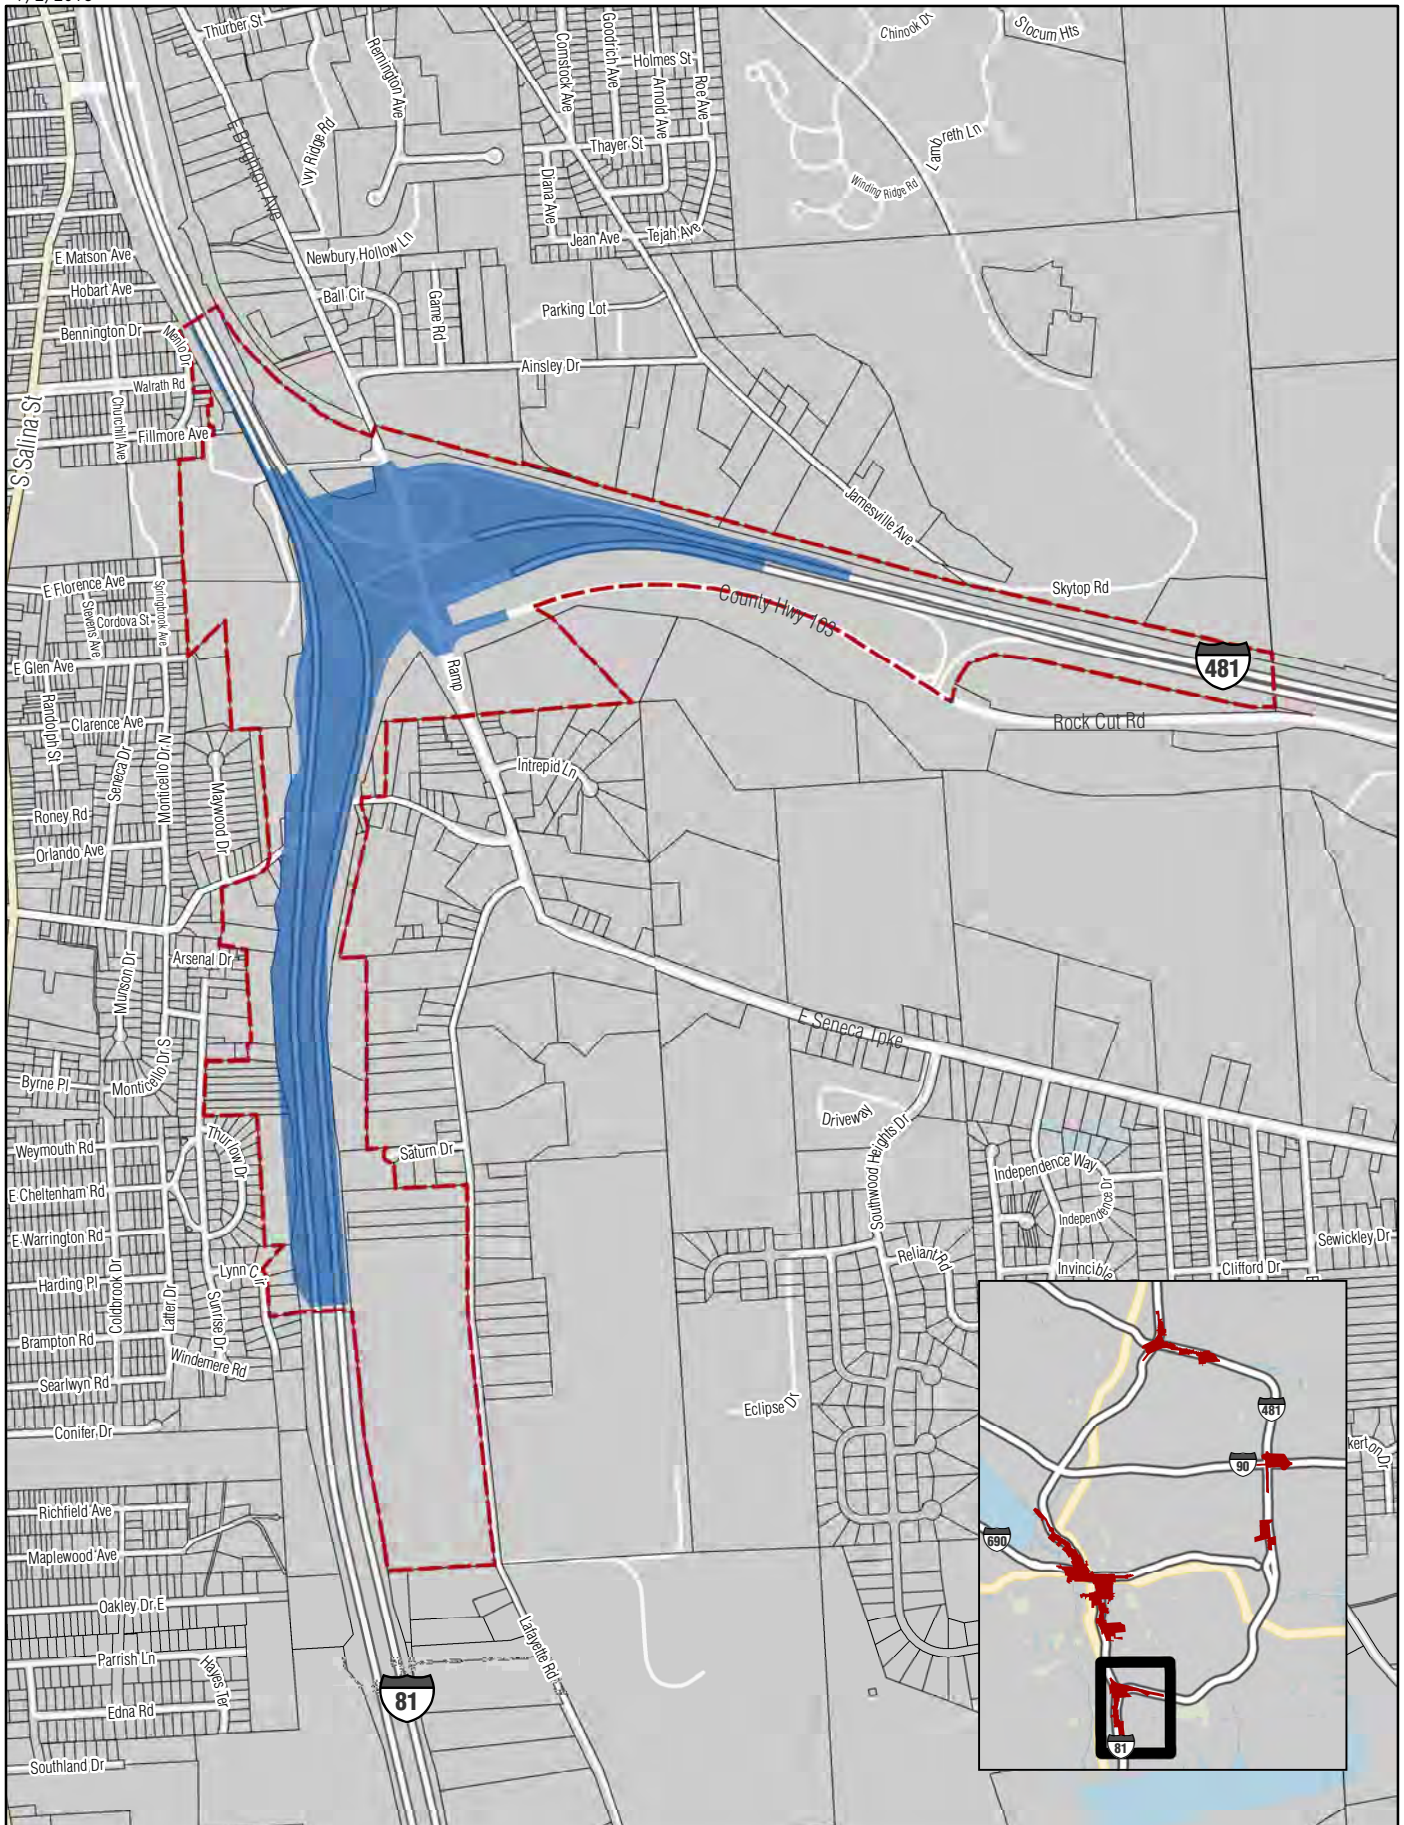 Thurber St
Remington Ave
Comstock Ave
Goodrich Ave
Holmes St
Arnold Ave
Roe Ave
Chinook Dr
Slocum Hts
E Brighton Ave
Ivy Ridge Rd
Thayer St
Diana Ave
Lambreth Ln
Winding Ridge Rd
Jean Ave
Tejah Ave
Newbury Hollow Ln
E Matson Ave
Hobart Ave
Ball Cir
Game Rd
Parking Lot
Bennington Dr
Menlo Dr
Ainsley Dr
Walrath Rd
Churchill Ave
Fillmore Ave
S Salina St
Jamesville Ave
E Florence Ave
Stevens Ave
Cordova St
Springbrook Ave
Skytop Rd
County Hwy 103
481
E Glen Ave
Ramp
Randolph St
Clarence Ave
Rock Cut Rd
Seneca Dr
Monticello Dr N
Intrepid Ln
Maywood Dr
Roney Rd
Orlando Ave
Arsenal Dr
Munson Dr
E Seneca Tpke
Byrne Pl
Monticello Dr S
Driveway
Southwood Heights Dr
Thurlow Dr
Weymouth Rd
Saturn Dr
Independence Way
Independence Dr
E Cheltenham Rd
E Warrington Rd
Sewickley Dr
Reliant Rd
Invincible
Clifford Dr
Harding Pl
Coldbrook Dr
Latter Dr
Lynn Cir
Sunrise Dr
Brampton Rd
Windemere Rd
Searlwyn Rd
Eclipse Dr
Conifer Dr
481
90
kerton Dr
690
Richfield Ave
Maplewood Ave
Oakley Dr E
Lafayette Rd
Parrish Ln
Hayes Ter
81
Edna Rd
81
Southland Dr